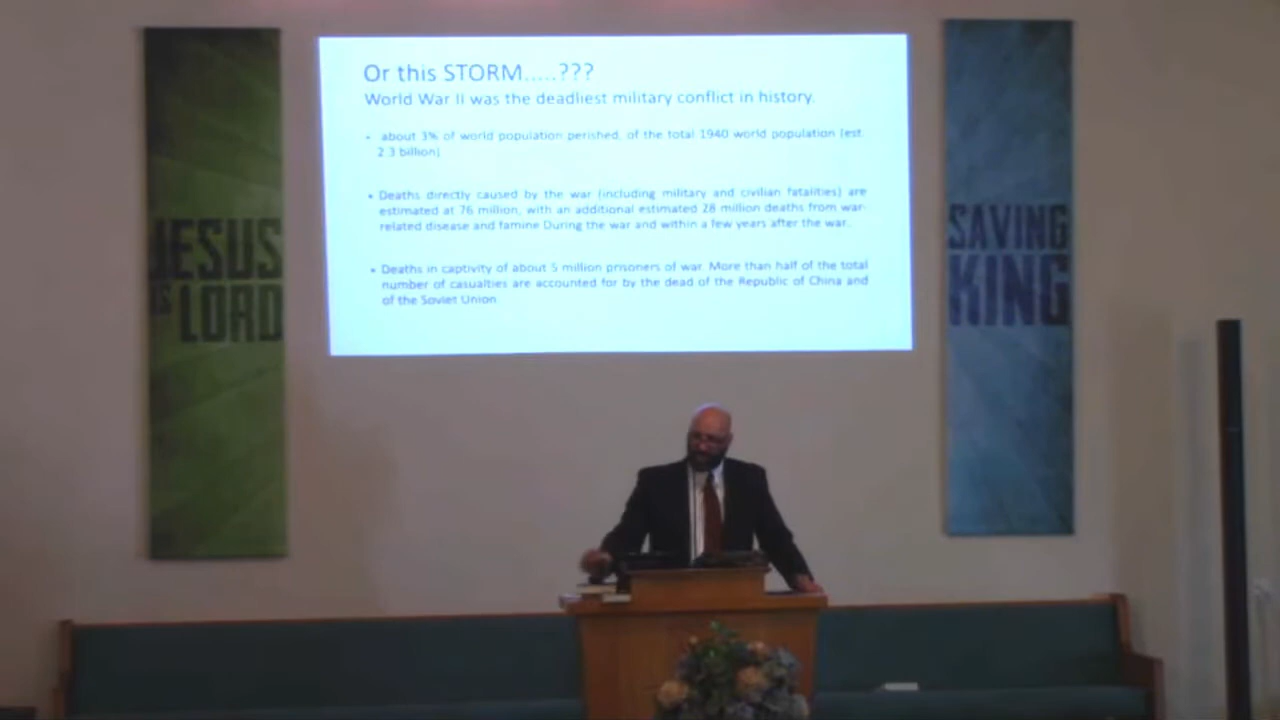 Or this STORM.....???
World War II was the deadliest military conflict in history.
- about 3% of world population perished, of the total 1940 world population (est.
2.3 billion)
• Deaths directly caused by the war (including military and civilian fatalities) are
estimated at 76 million, with an additional estimated 28 million deaths from war-
related disease and famine During the war and within a few years after the war.
• Deaths in captivity of about 5 million prisoners of war. More than half of the total
number of casualties are accounted for by the dead of the Republic of China and
of the Soviet Union.
JESUS
IS LORD
SAVING
KING